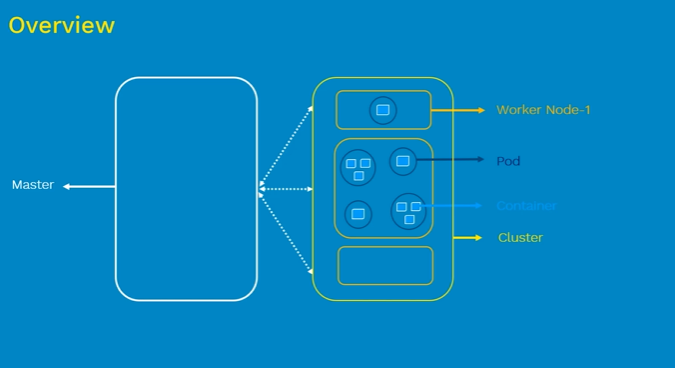 Overview
Worker Node-1
Pod
Master
Container
Cluster